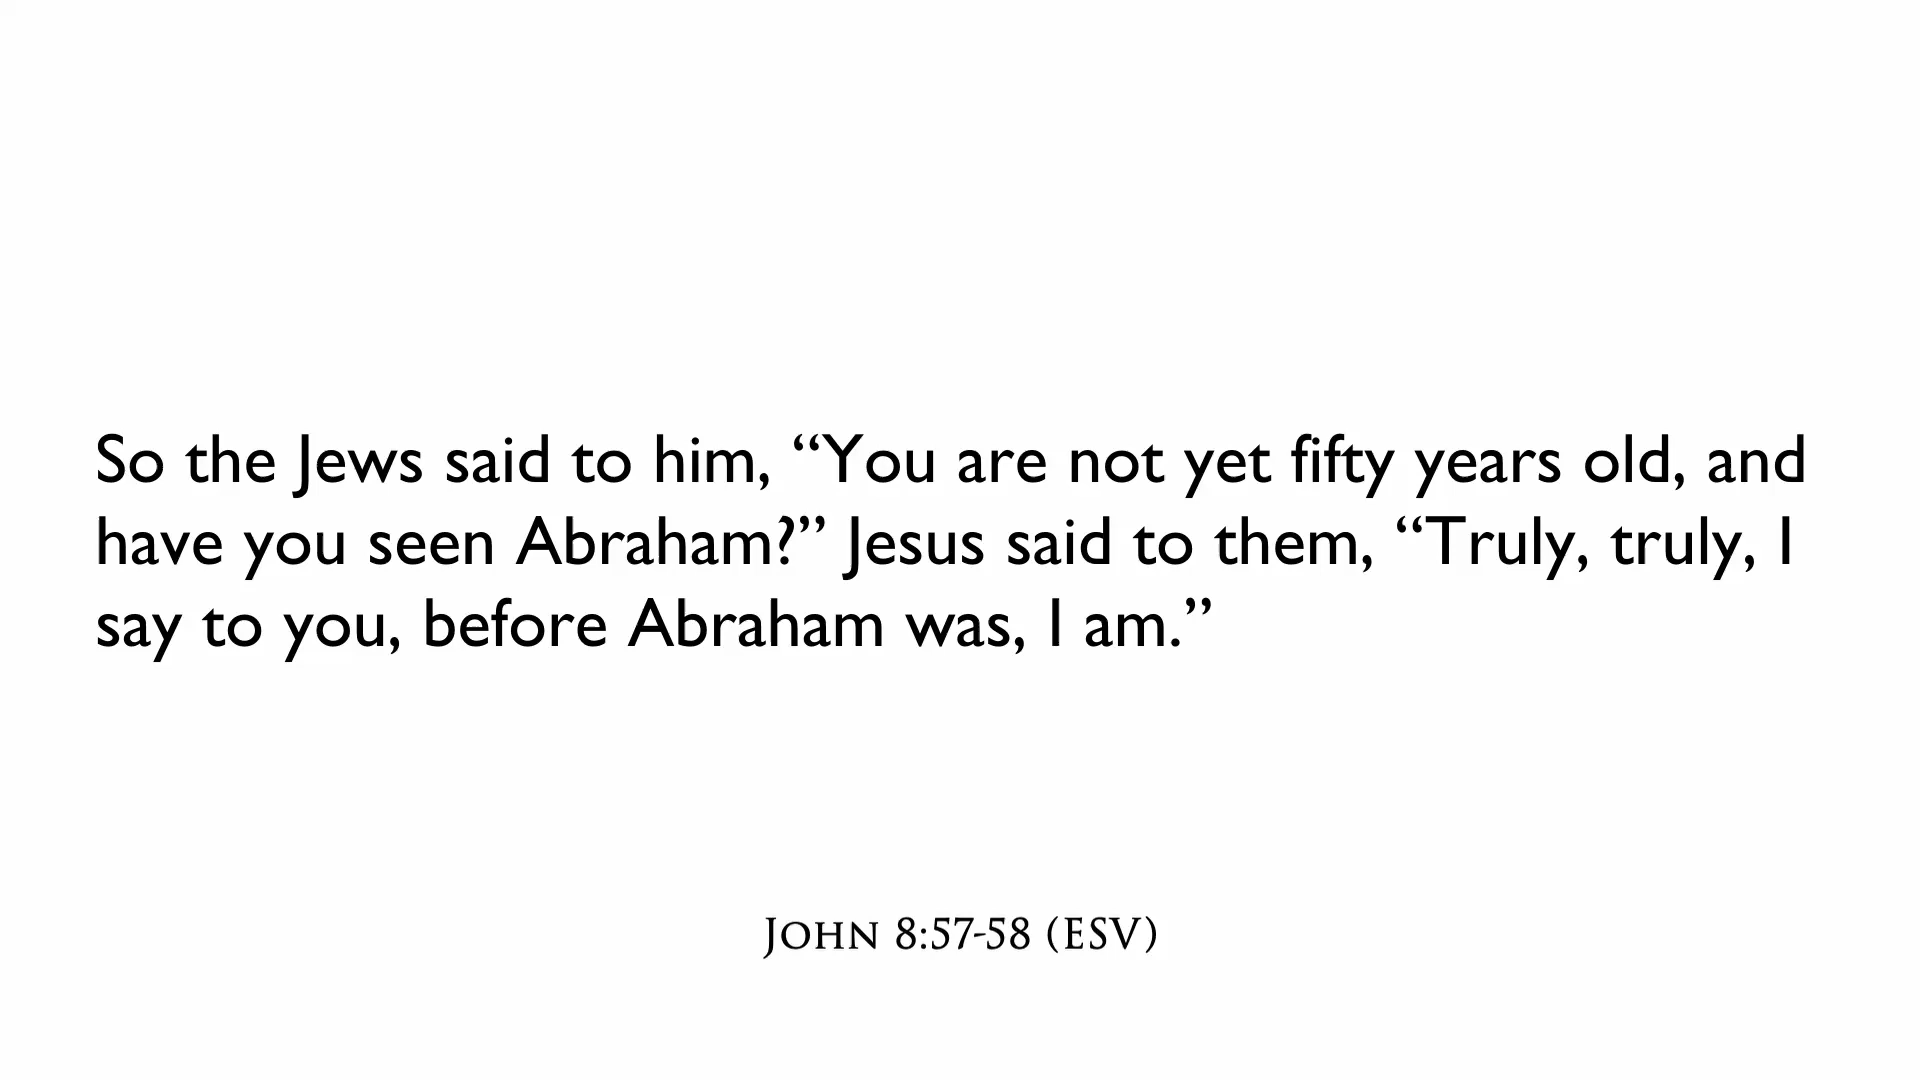 So the Jews said to him, “You are not yet fifty years old, and
have you seen Abraham?” Jesus said to them, “Truly, truly, I
say to you, before Abraham was, I am.”
John 8:57-58 (ESV)